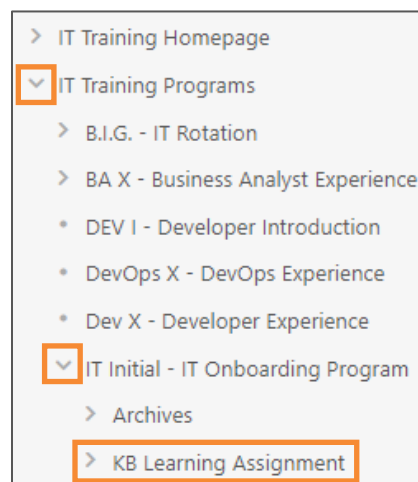 IT Training Homepage
IT Training Programs
B.I.G. - IT Rotation
BA X - Business Analyst Experience
DEV I - Developer Introduction
DevOps X - DevOps Experience
Dev X - Developer Experience
IT Initial - IT Onboarding Program
Archives
KB Learning Assignment